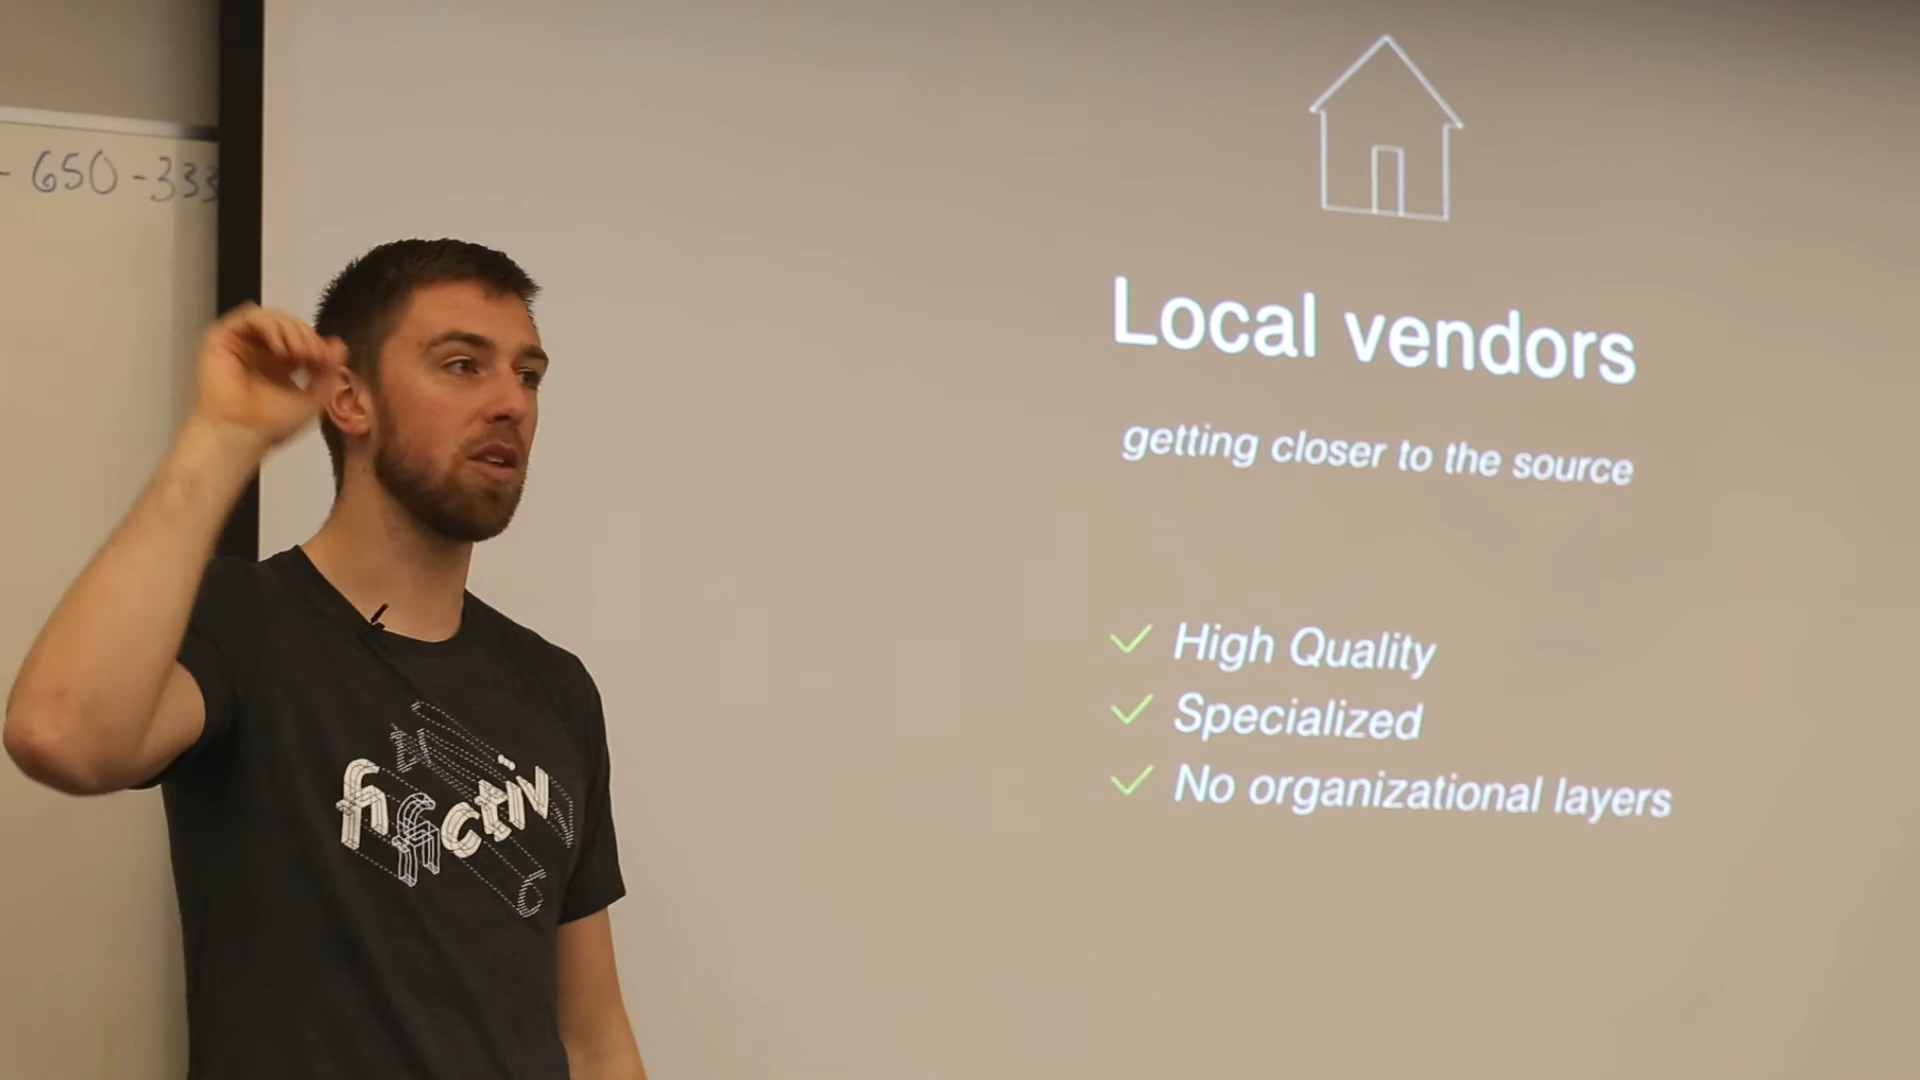 - 650-333
Local vendors
getting closer to the source
High Quality
Specialized
No organizational layers
fictiv